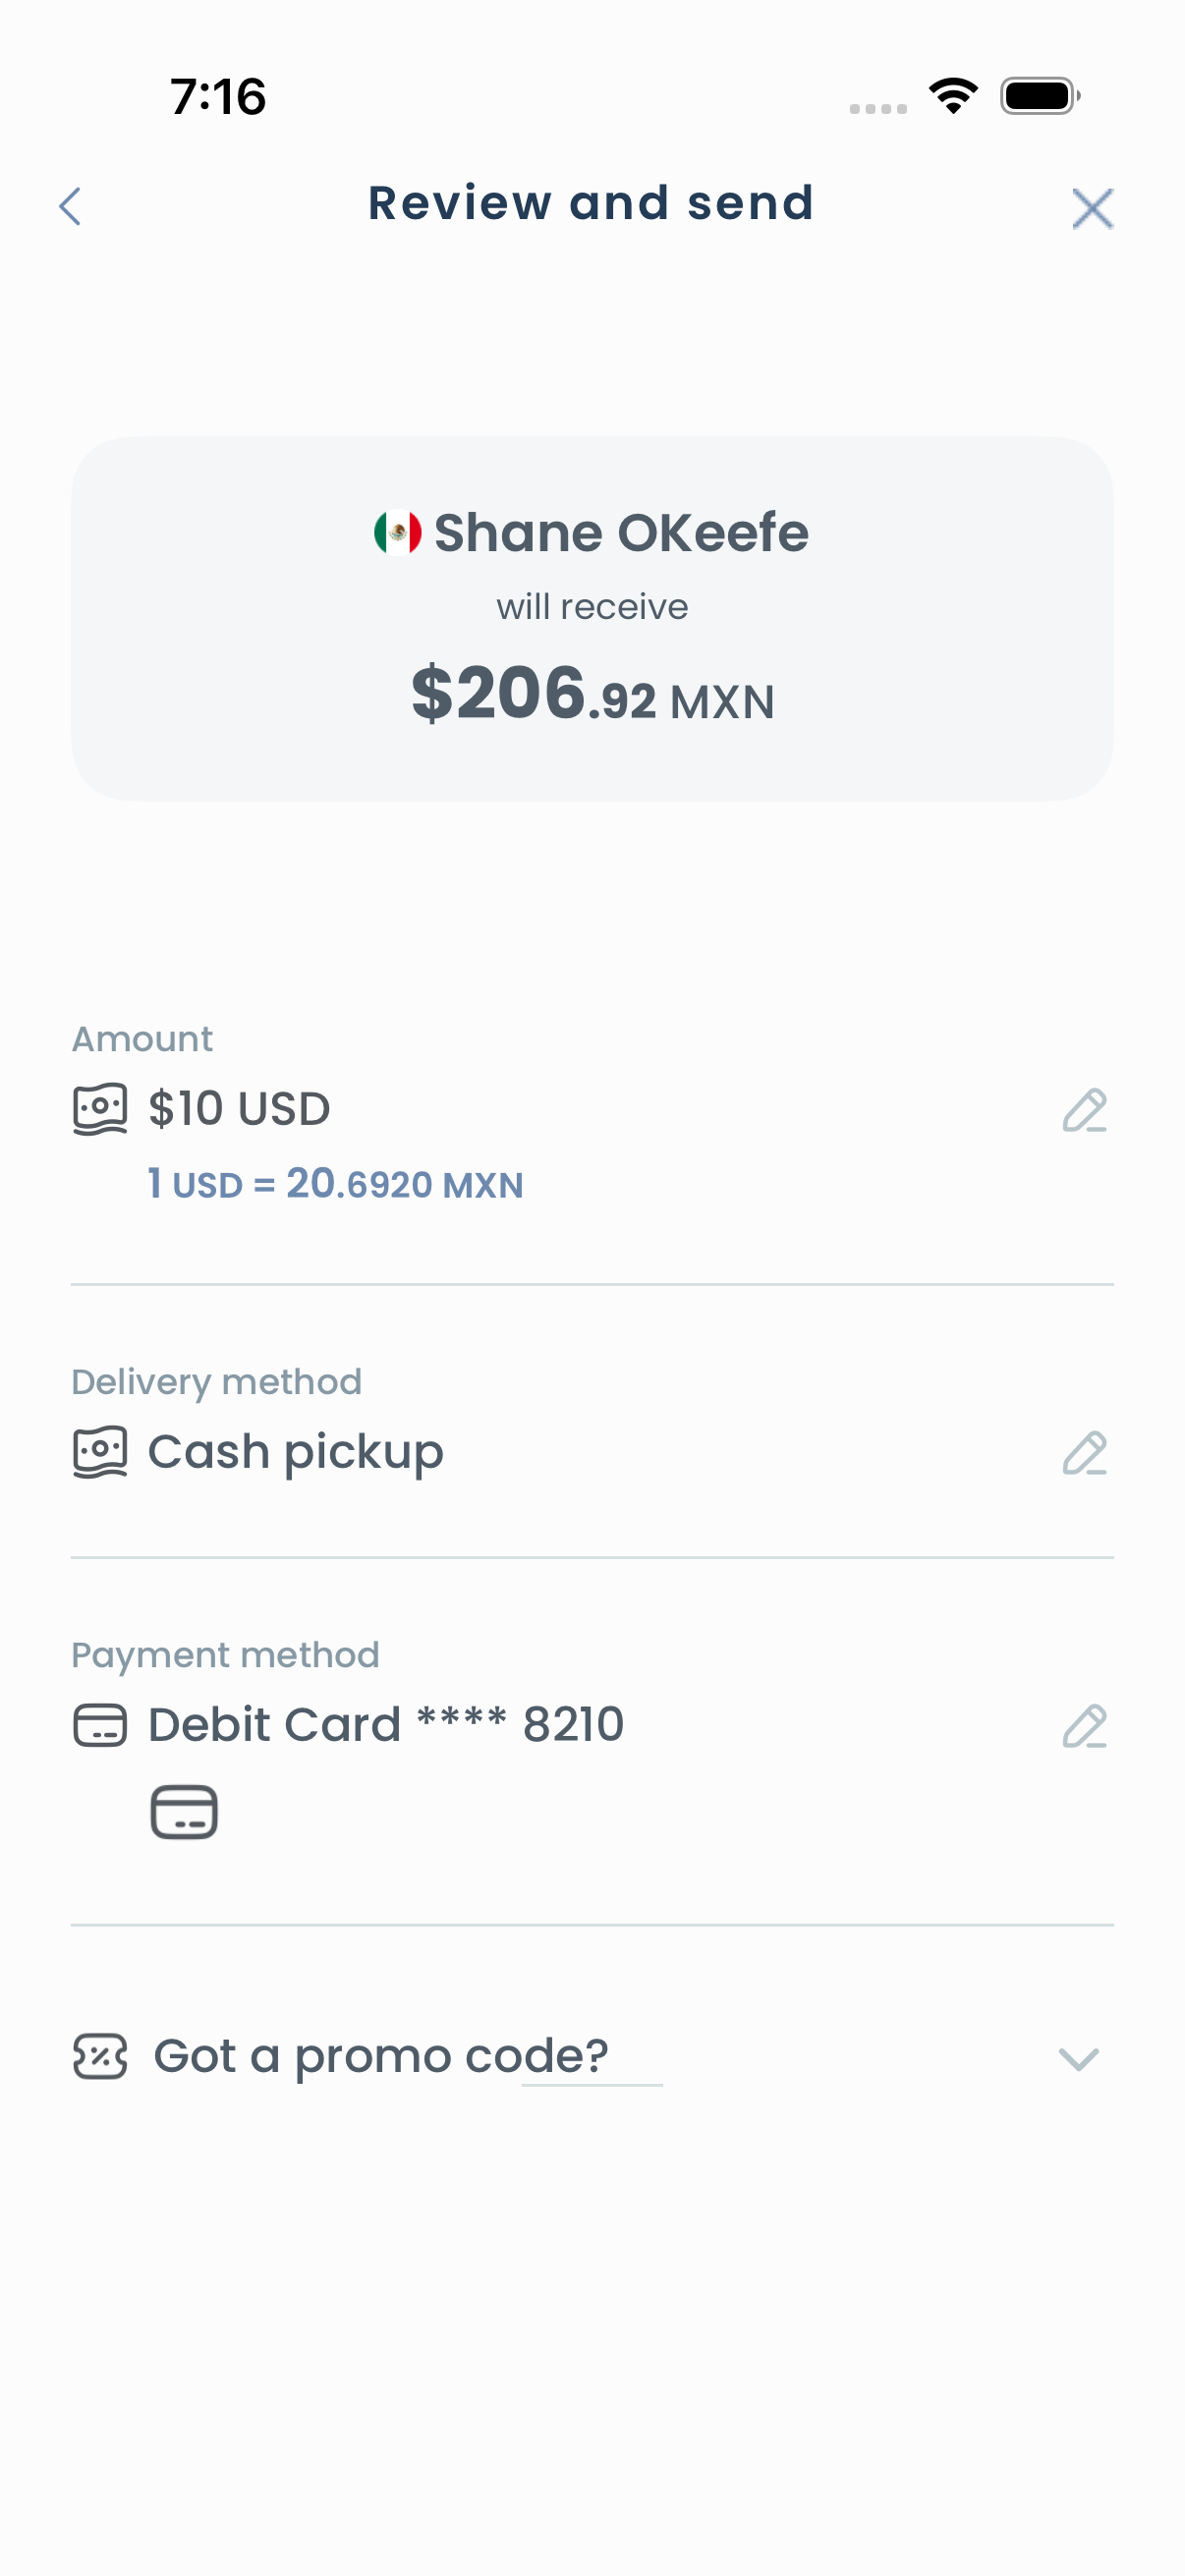 7:16
Review and send
Shane OKeefe
will receive
$206.92 MXN
Amount
$10 USD
1 USD = 20.6920 MXN
Delivery method
Cash pickup
Payment method
Debit Card **** 8210
Got a promo code?